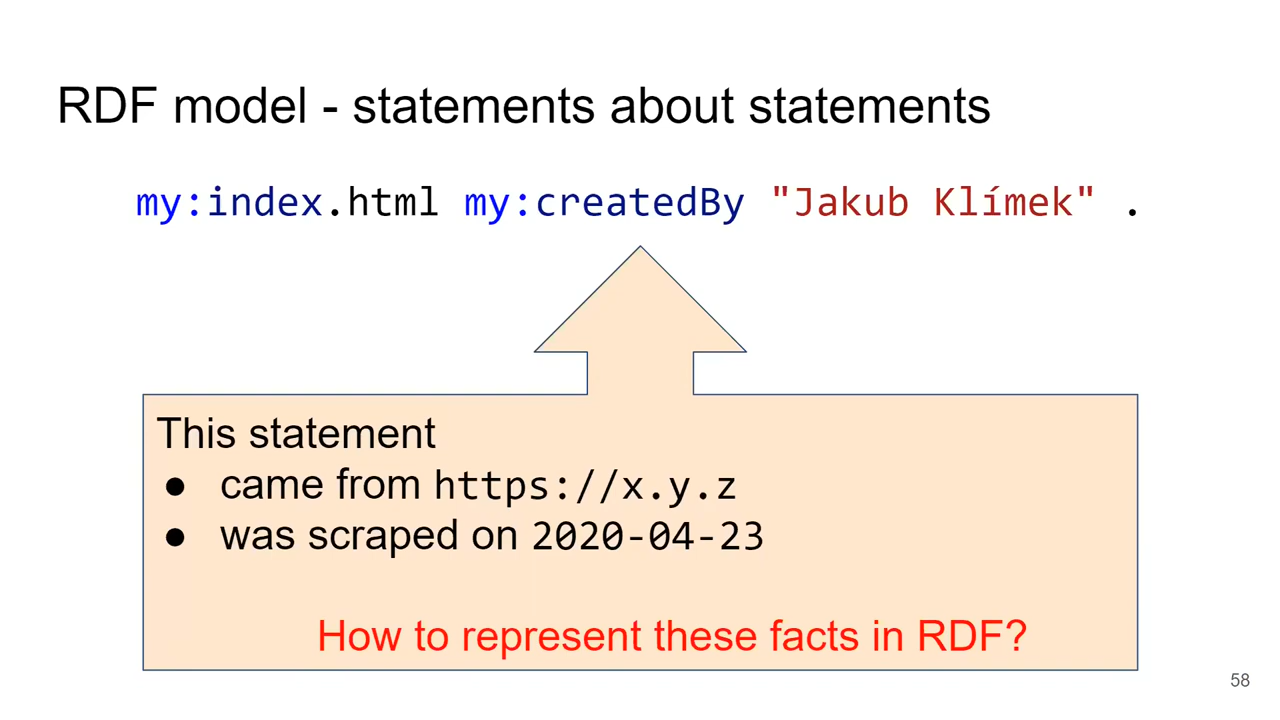 RDF model - statements about statements
my:index.html my:createdBy "Jakub Klímek" .
This statement
● came from https://x.y.z
● was scraped on 2020-04-23
How to represent these facts in RDF?
58